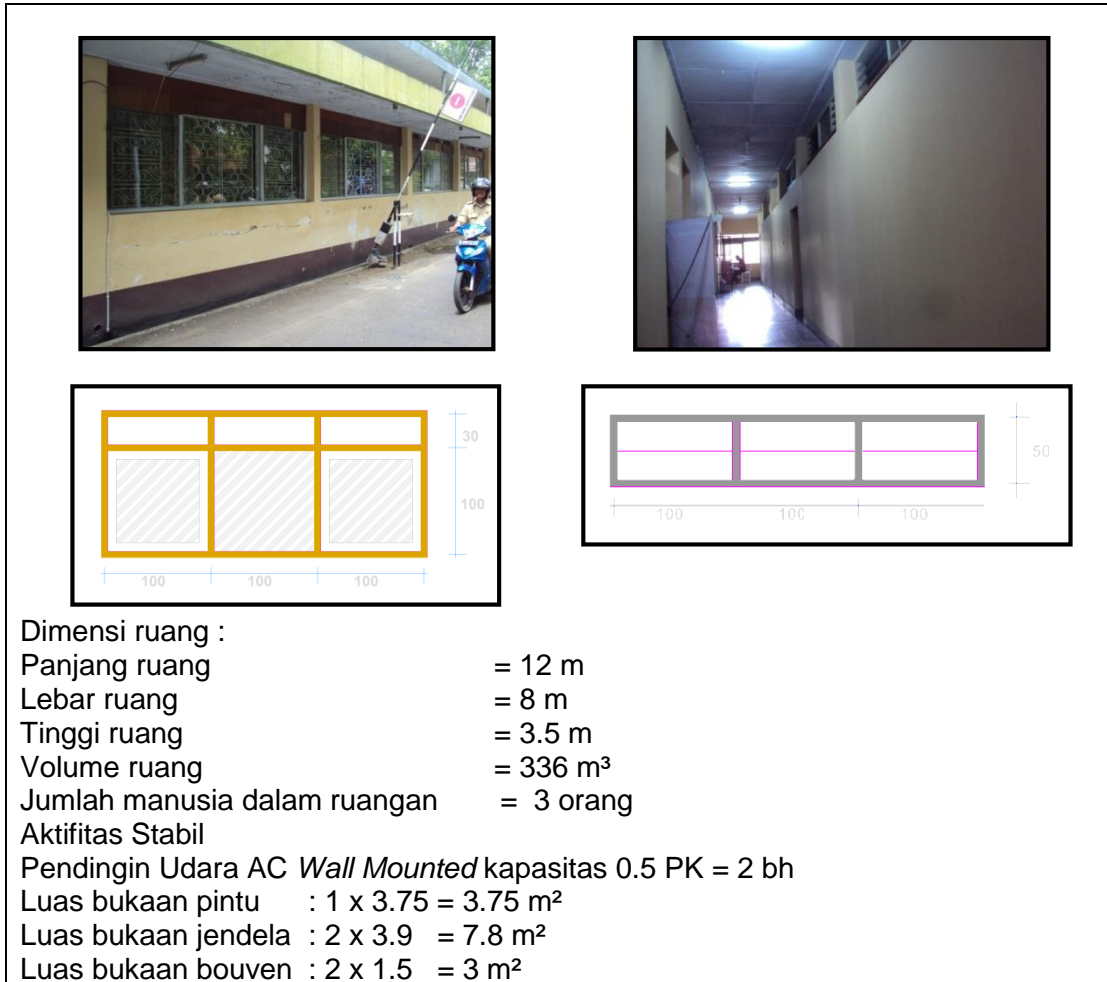 30
100
100 100 100
50
100 100 100
Dimensi ruang :
Panjang ruang = 12 m
Lebar ruang = 8 m
Tinggi ruang = 3.5 m
Volume ruang = 336 m³
Jumlah manusia dalam ruangan = 3 orang
Aktifitas Stabil
Pendingin Udara AC Wall Mounted kapasitas 0.5 PK = 2 bh
Luas bukaan pintu : 1 x 3.75 = 3.75 m²
Luas bukaan jendela : 2 x 3.9 = 7.8 m²
Luas bukaan bouven : 2 x 1.5 = 3 m²